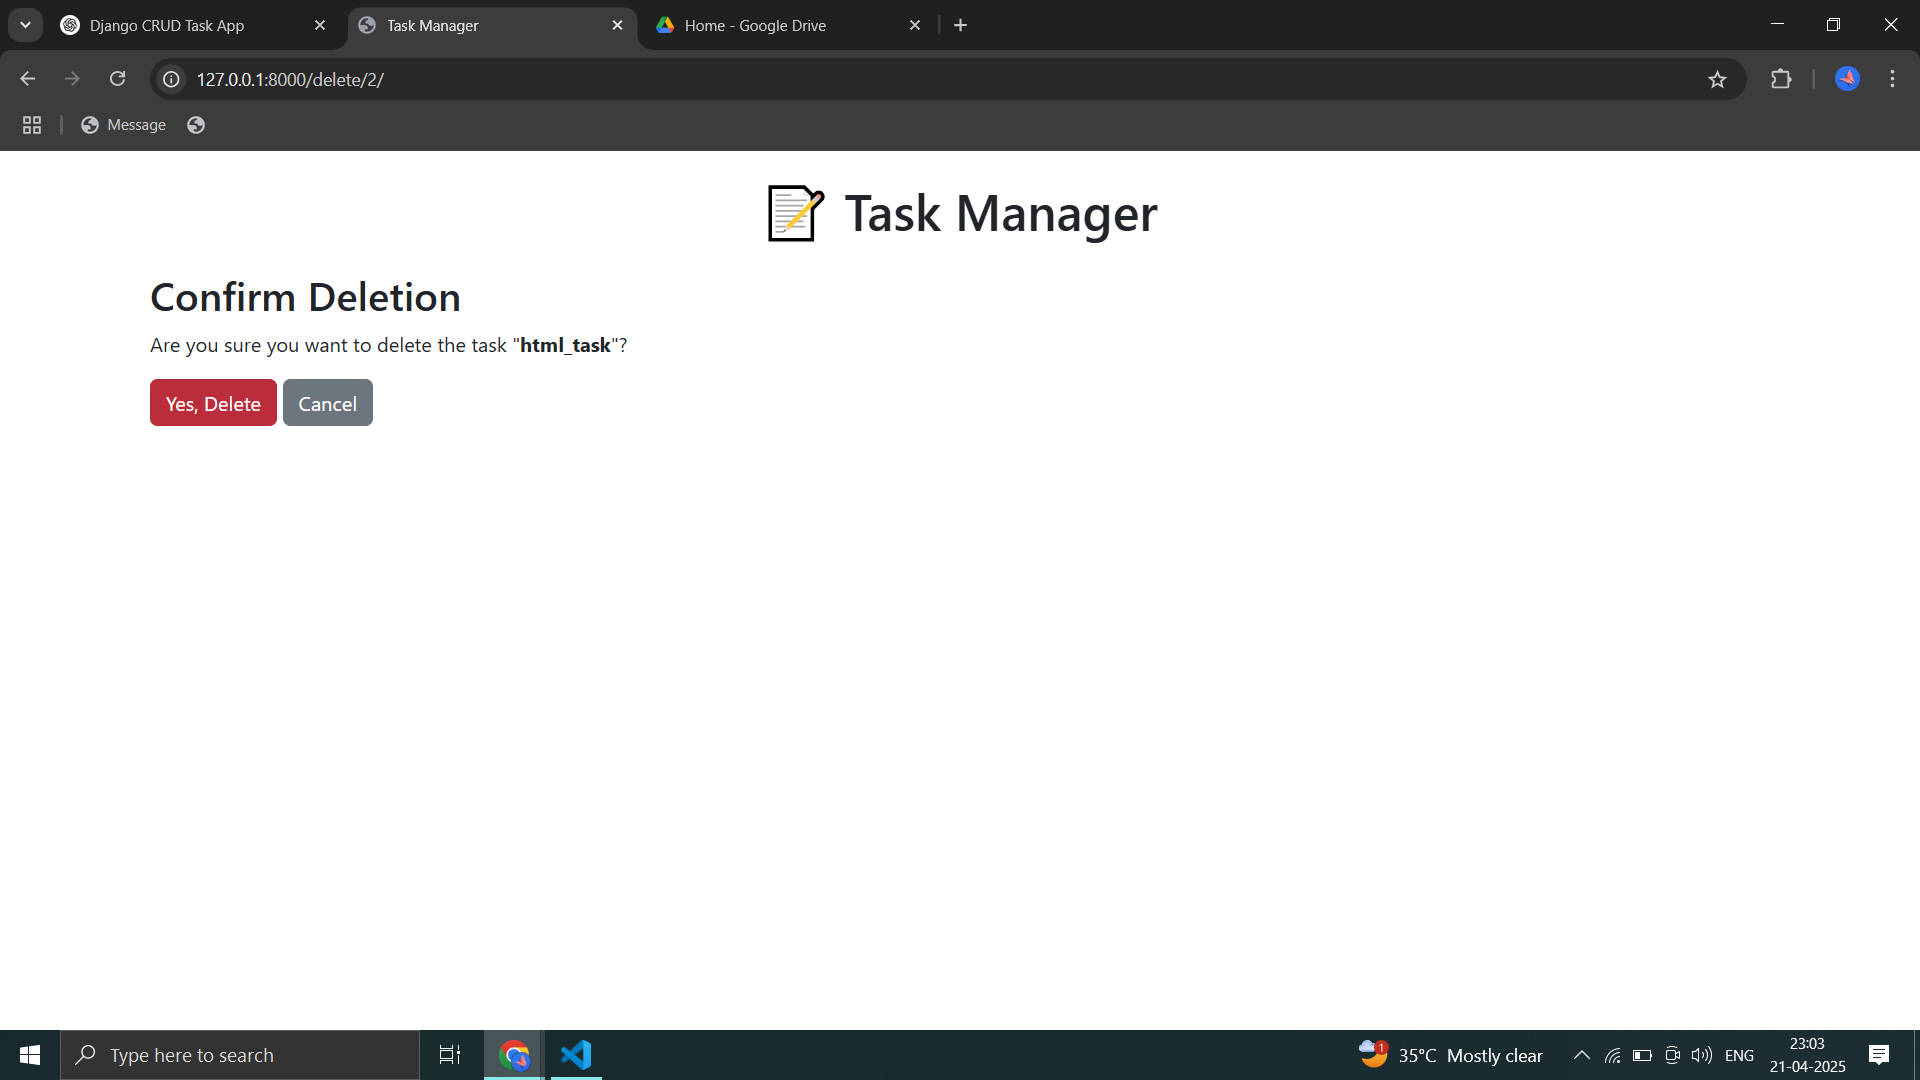 Django CRUD Task App
Task Manager
Home - Google Drive
127.0.0.1:8000/delete/2/
Message
Task Manager
Confirm Deletion
Are you sure you want to delete the task "html_task"?
Yes, Delete
Cancel
Type here to search
1
35°C Mostly clear
ENG
23:03
21-04-2025